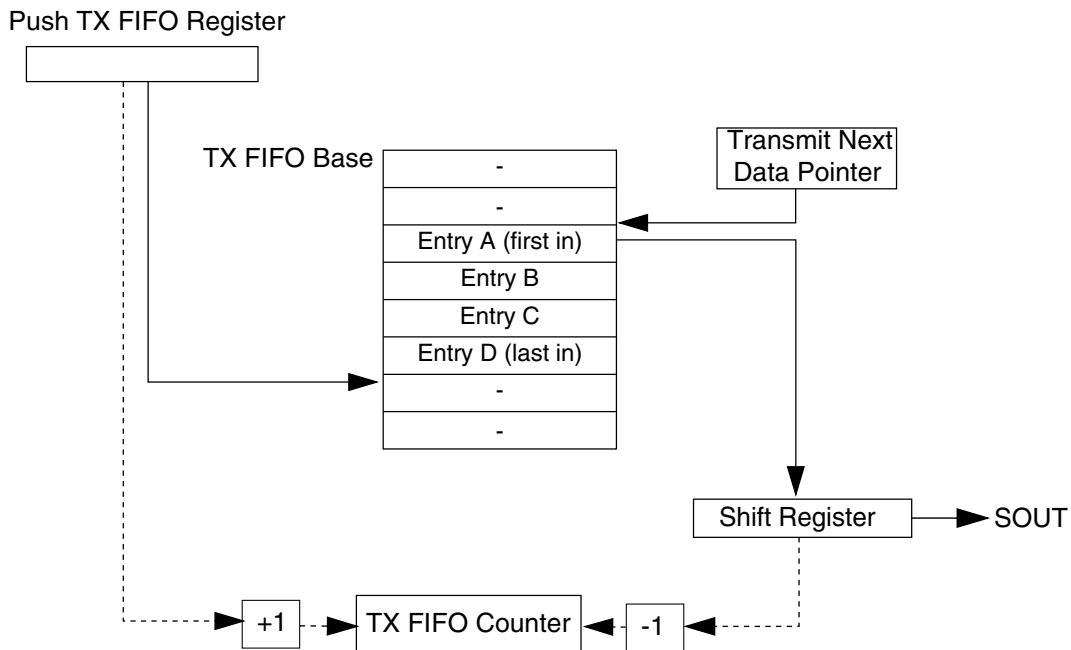 Push TX FIFO Register
TX FIFO Base
-
-
Entry A (first in)
Entry B
Entry C
Entry D (last in)
-
-
Transmit Next
Data Pointer
Shift Register
SOUT
+1
TX FIFO Counter
-1